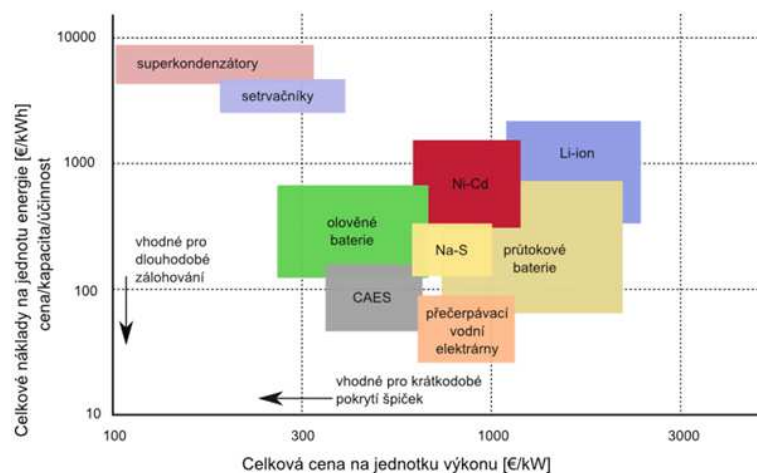 Celkové náklady na jednotu energie [€/kWh]
cena/kapacita/účinnost
10000
1000
100
10
superkondenzátory
setrvačníky
Li-ion
Ni-Cd
olověné
baterie
Na-S
průtokové
baterie
vhodné pro
dlouhodobé
zálohování
CAES
přečerpávací
vodní
elektrárny
vhodné pro krátkodobé
pokrytí špiček
100
300
1000
3000
Celková cena na jednotku výkonu [€/kW]